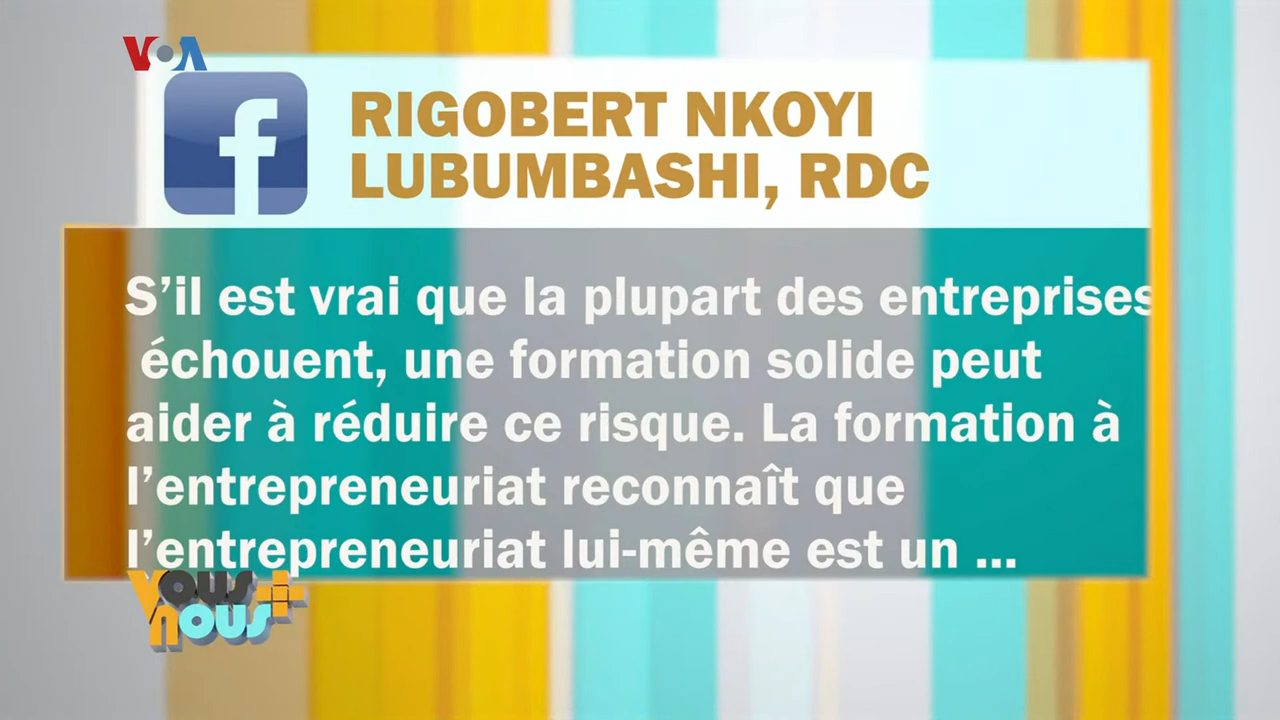 VOA
f
RIGOBERT NKOYI
LUBUMBASHI, RDC
S’il est vrai que la plupart des entreprises
échouent, une formation solide peut
aider à réduire ce risque. La formation à
l’entrepreneuriat reconnaît que
l’entrepreneuriat lui-même est un ...
VOUS
nous